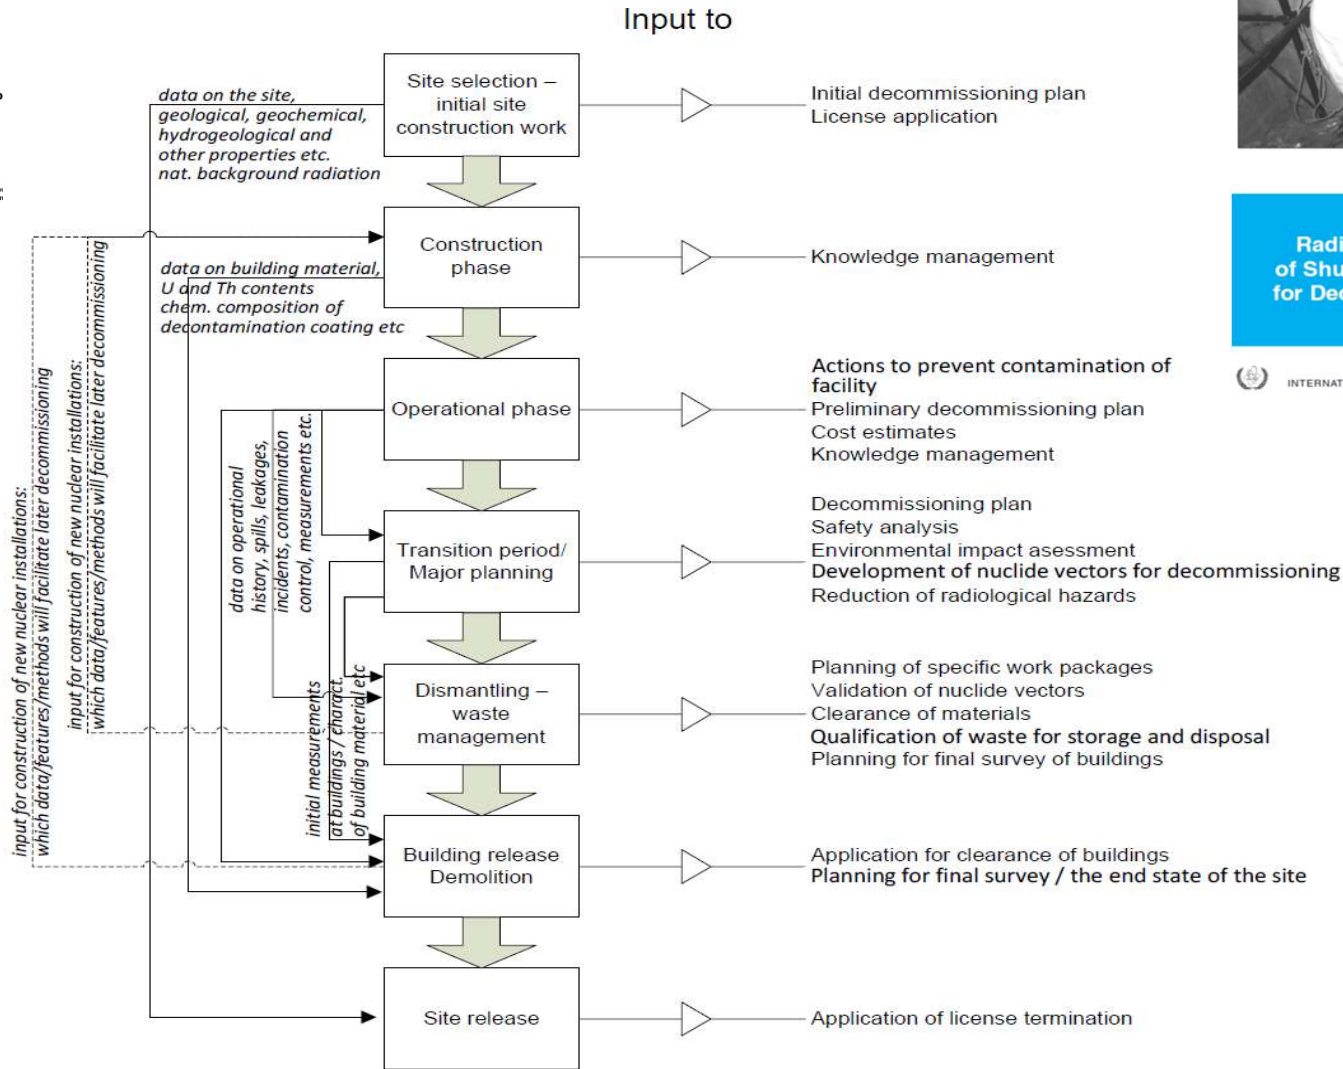 Input to
Site selection –
initial site
construction work
data on the site,
geological, geochemical,
hydrogeological and
other properties etc.
nat. background radiation
Initial decommissioning plan
License application
Construction
phase
data on building material,
U and Th contents
chem. composition of
decontamination coating etc
Knowledge management
Radi
of Shu
for Dec
INTERNAT
Operational phase
Actions to prevent contamination of
facility
Preliminary decommissioning plan
Cost estimates
Knowledge management
input for construction of new nuclear installations:
which data/features/methods will facilitate later decommissioning
input for construction of new nuclear installations:
which data/features/methods will facilitate later decommissioning
data on operational
history, spills, leakages,
incidents, contamination
control, measurements etc.
Transition period/
Major planning
Decommissioning plan
Safety analysis
Environmental impact asessment
Development of nuclide vectors for decommissioning
Reduction of radiological hazards
initial measurements
at buildings / charact.
of building material etc
Dismantling –
waste
management
Planning of specific work packages
Validation of nuclide vectors
Clearance of materials
Qualification of waste for storage and disposal
Planning for final survey of buildings
Building release
Demolition
Application for clearance of buildings
Planning for final survey / the end state of the site
Site release
Application of license termination